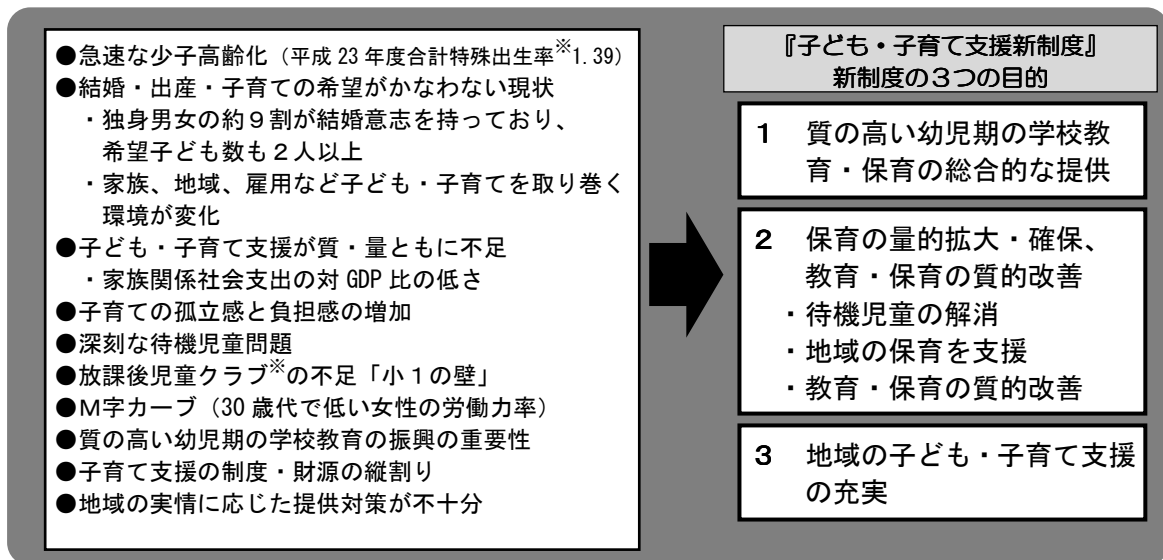 ●急速な少子高齢化（平成23年度合計特殊出生率※1.39）
●結婚・出産・子育ての希望がかなわない現状
・独身男女の約９割が結婚意志を持っており、
希望子ども数も２人以上
・家族、地域、雇用など子ども・子育てを取り巻く
環境が変化
●子ども・子育て支援が質・量ともに不足
・家族関係社会支出の対GDP比の低さ
●子育ての孤立感と負担感の増加
●深刻な待機児童問題
●放課後児童クラブ※の不足「小１の壁」
●Ｍ字カーブ（30歳代で低い女性の労働力率）
●質の高い幼児期の学校教育の振興の重要性
●子育て支援の制度・財源の縦割り
●地域の実情に応じた提供対策が不十分
『子ども・子育て支援新制度』
新制度の３つの目的
１　質の高い幼児期の学校教
育・保育の総合的な提供
２　保育の量的拡大・確保、
教育・保育の質的改善
・待機児童の解消
・地域の保育を支援
・教育・保育の質的改善
３　地域の子ども・子育て支援
の充実